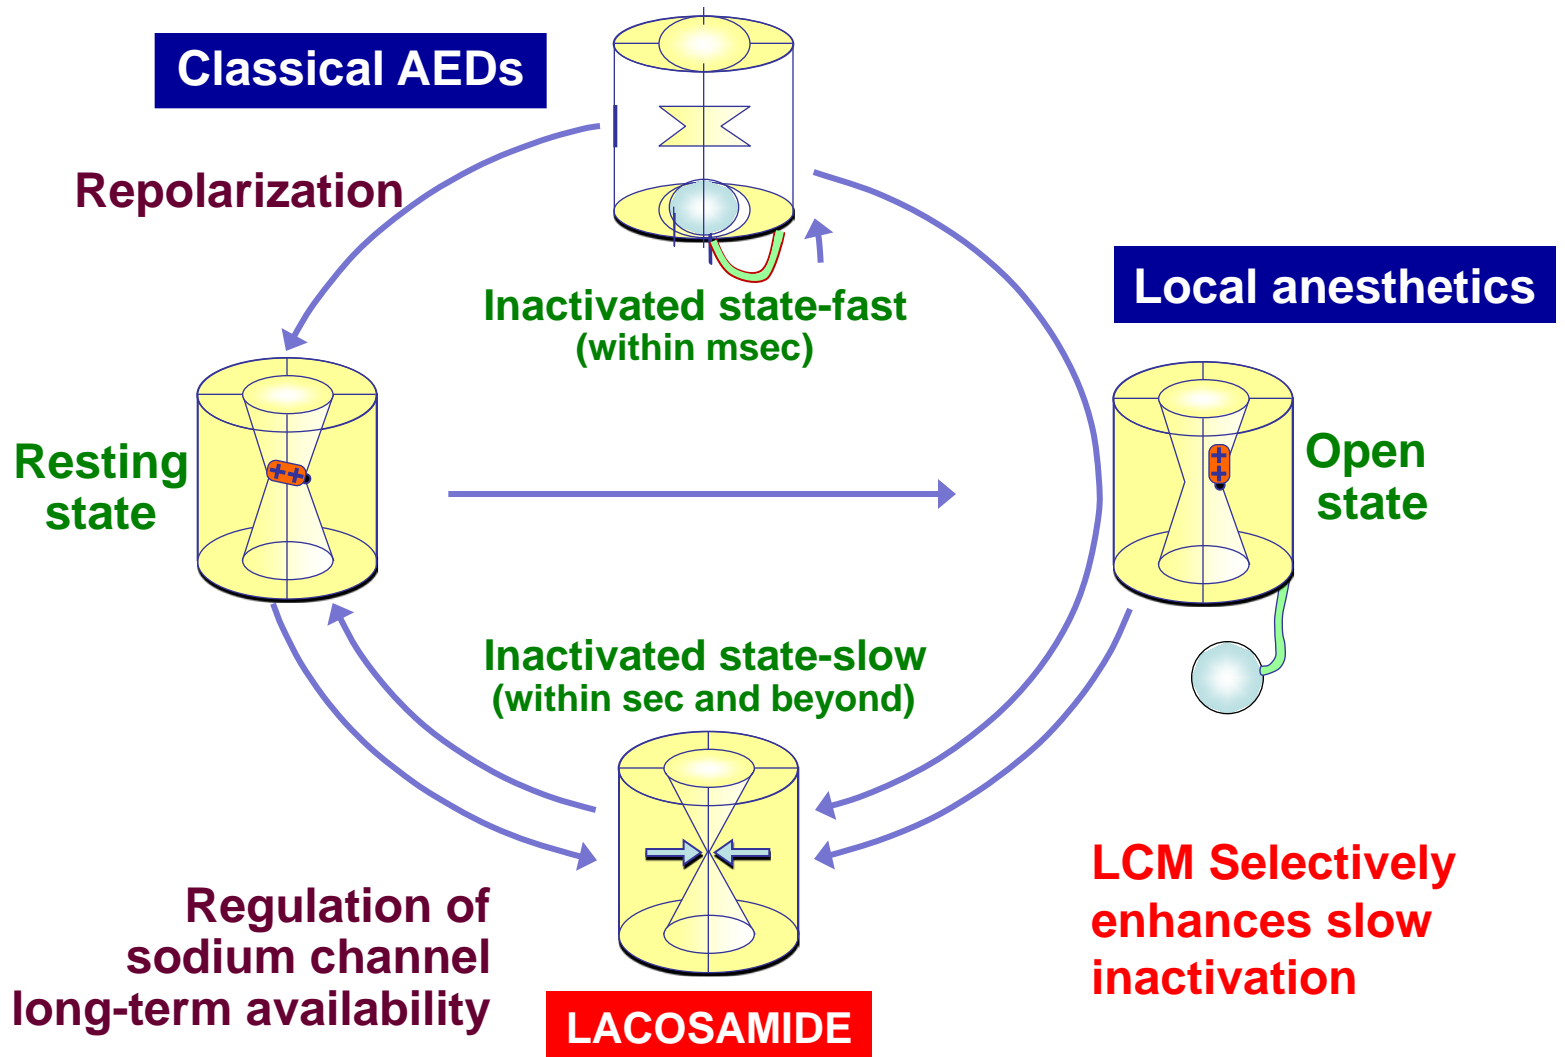 Classical AEDs
Repolarization
Inactivated state-fast
(within msec)
Local anesthetics
Resting
state
++
++
Open
state
Inactivated state-slow
(within sec and beyond)
Regulation of
sodium channel
long-term availability
LCM Selectively
enhances slow
inactivation
LACOSAMIDE